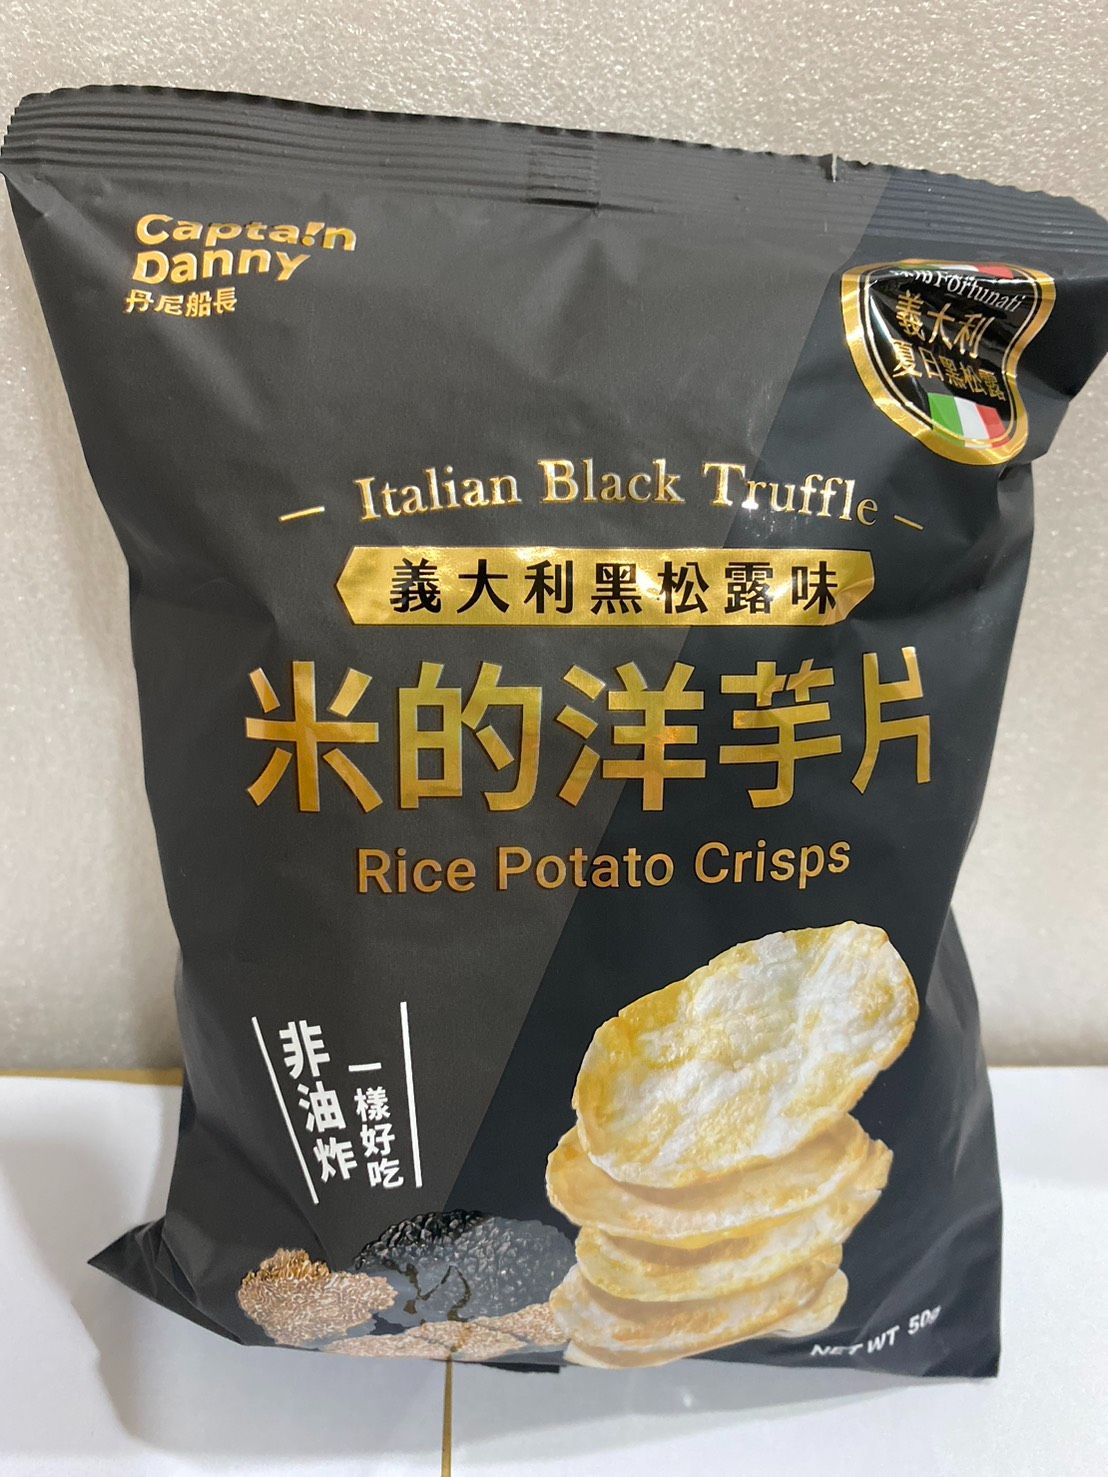 Capta!n
Danny
丹尼船長
Fortunati
義大利
夏日黑松露
Italian Black Truffle
義大利黑松露味
米的洋芋片
Rice Potato Crisps
非油炸
一樣好吃
NET WT 50g